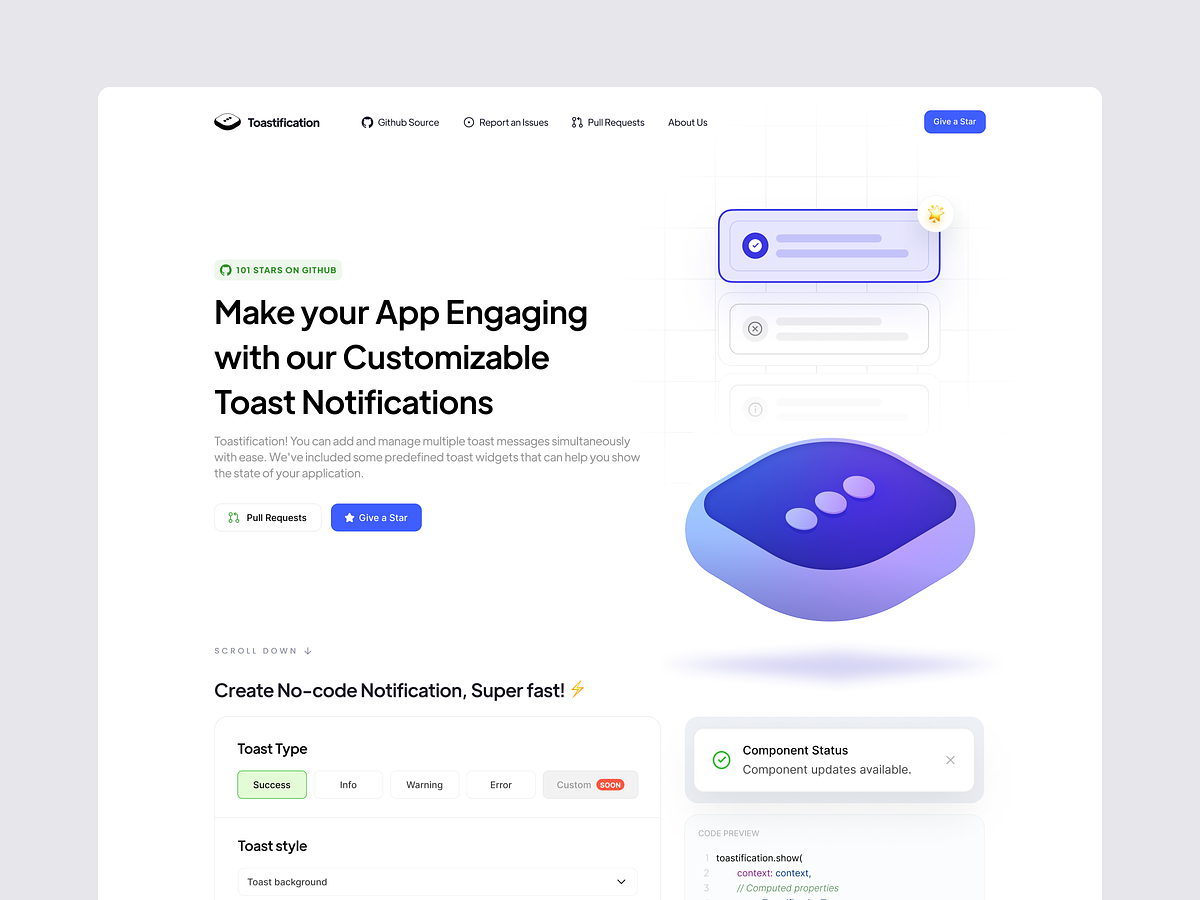 Toastification
Github Source
Report an Issues
Pull Requests
About Us
Give a Star
101 STARS ON GITHUB
Make your App Engaging
with our Customizable
Toast Notifications
Toastification! You can add and manage multiple toast messages simultaneously
with ease. We've included some predefined toast widgets that can help you show
the state of your application.
Pull Requests
Give a Star
SCROLL DOWN
Create No-code Notification, Super fast!
Toast Type
Success
Info
Warning
Error
Custom SOON
Toast style
Toast background
Component Status
Component updates available.
CODE PREVIEW
1 toastification.show(
2 context: context,
3 // Computed properties